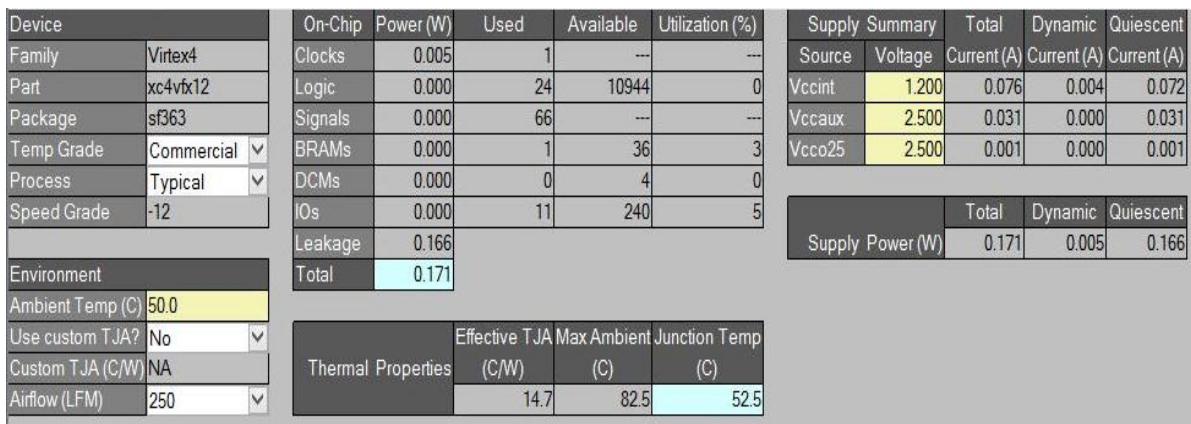 Device
Family Virtex4
Part xc4vfx12
Package sf363
Temp Grade Commercial
Process Typical
Speed Grade -12
Environment
Ambient Temp (C) 50.0
Use custom TJA? No
Custom TJA (C/W) NA
Airflow (LFM) 250
On-Chip Power (W) Used Available Utilization (%)
Clocks 0.005 1 --- ---
Logic 0.000 24 10944 0
Signals 0.000 66 --- ---
BRAMs 0.000 1 36 3
DCMs 0.000 0 4 0
IOs 0.000 11 240 5
Leakage 0.166
Total 0.171
Effective TJA Max Ambient Junction Temp
Thermal Properties (C/W) (C) (C)
14.7 82.5 52.5
Supply Summary Total Dynamic Quiescent
Source Voltage Current (A) Current (A) Current (A)
Vccint 1.200 0.076 0.004 0.072
Vccaux 2.500 0.031 0.000 0.031
Vcco25 2.500 0.001 0.000 0.001
Total Dynamic Quiescent
Supply Power (W) 0.171 0.005 0.166